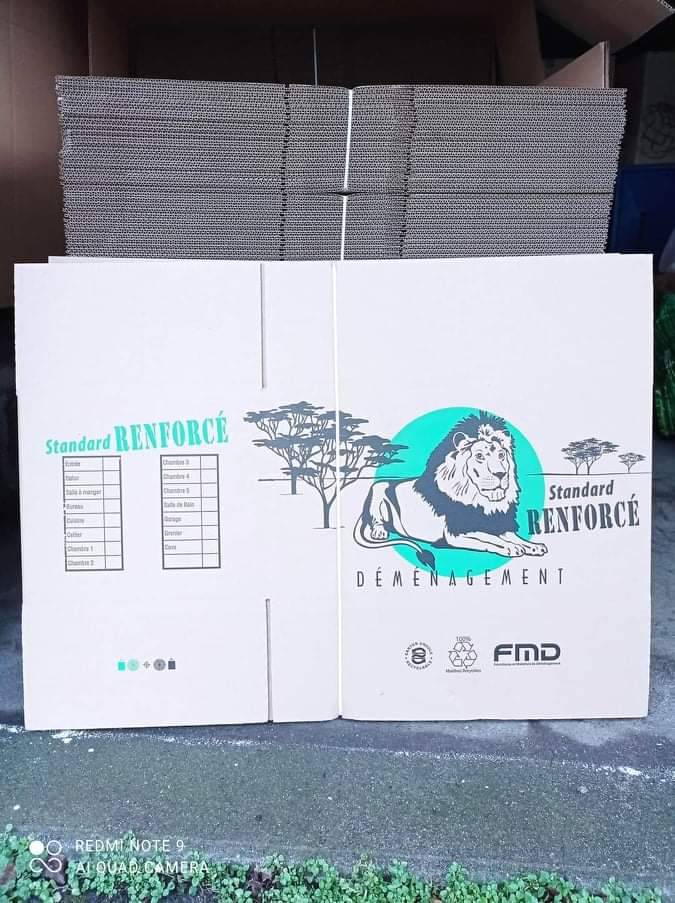 Standard RENFORCÉ
Entrée
Salon
Salle à manger
Bureau
Cuisine
Cellier
Chambre 1
Chambre 2
Chambre 3
Chambre 4
Chambre 5
Salle de Bain
Garage
Grenier
Cave
Standard
RENFORCÉ
DÉMÉNAGEMENT
100%
FMD
REDMI NOTE 9
AI QUAD CAMERA